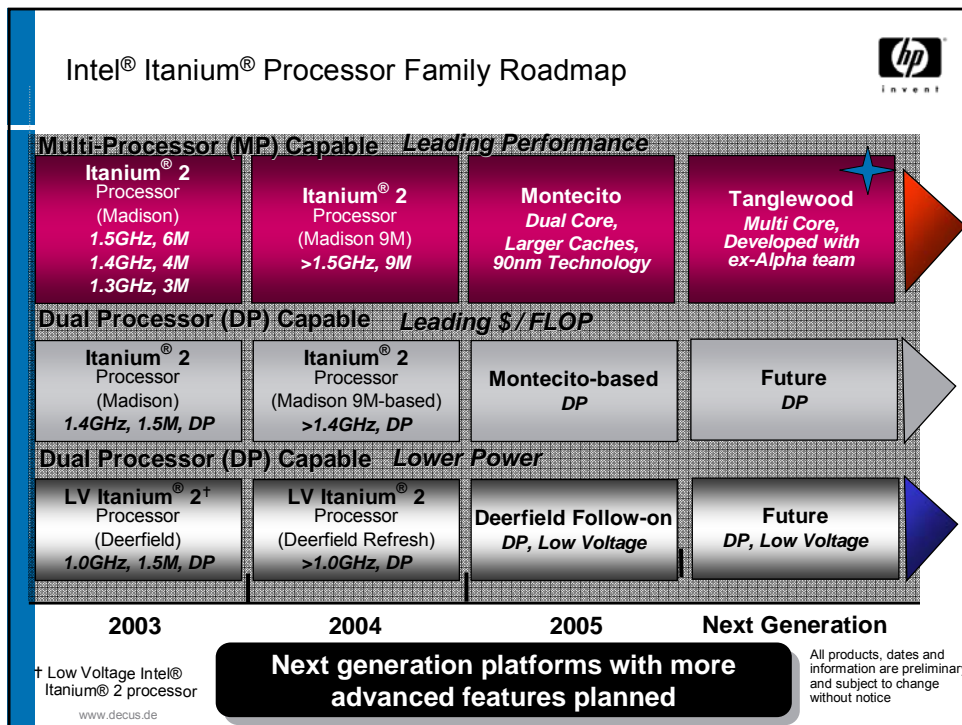 Intel® Itanium® Processor Family Roadmap
hp
invent
Multi-Processor (MP) Capable Leading Performance
Itanium® 2
Processor
(Madison)
1.5GHz, 6M
1.4GHz, 4M
1.3GHz, 3M
Itanium® 2
Processor
(Madison 9M)
>1.5GHz, 9M
Montecito
Dual Core,
Larger Caches,
90nm Technology
Tanglewood
Multi Core,
Developed with
ex-Alpha team
Dual Processor (DP) Capable Leading $ / FLOP
Itanium® 2
Processor
(Madison)
1.4GHz, 1.5M, DP
Itanium® 2
Processor
(Madison 9M-based)
>1.4GHz, DP
Montecito-based
DP
Future
DP
Dual Processor (DP) Capable Lower Power
LV Itanium® 2†
Processor
(Deerfield)
1.0GHz, 1.5M, DP
LV Itanium® 2
Processor
(Deerfield Refresh)
>1.0GHz, DP
Deerfield Follow-on
DP, Low Voltage
Future
DP, Low Voltage
2003
2004
2005
Next Generation
† Low Voltage Intel®
Itanium® 2 processor
www.decus.de
Next generation platforms with more
advanced features planned
All products, dates and
information are preliminary
and subject to change
without notice